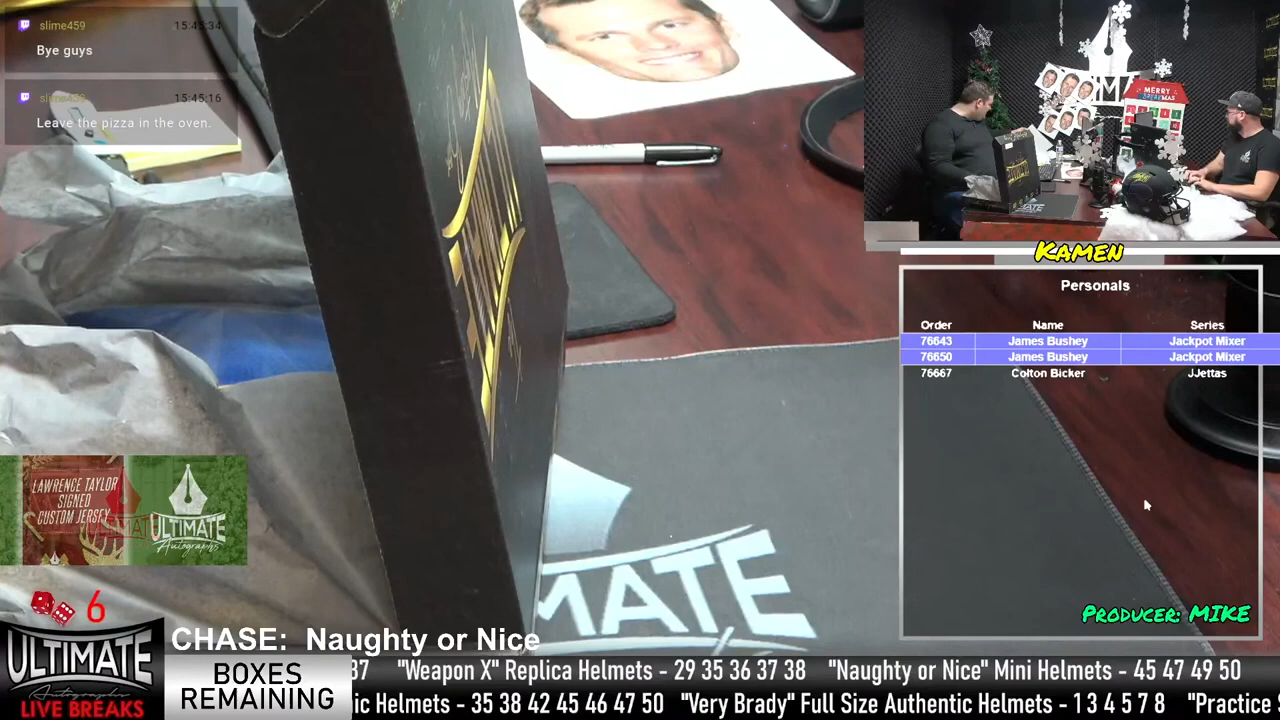 slime459 15:45:34
Bye guys
15:45:16
Leave the pizza in the oven.
MERRY
KAMEN
Personals
Order Name Series
76643 James Bushey Jackpot Mixer
76650 James Bushey Jackpot Mixer
76667 Colton Bicker JJettas
LAWRENCE TAYLOR
SIGNED
CUSTOM JERSEY
ULTIMATE
Autographs
MATE
PRODUCER: MIKE
6
CHASE: Naughty or Nice
ULTIMATE
Autographs
LIVE BREAKS
BOXES
REMAINING
37 "Weapon X" Replica Helmets - 29 35 36 37 38 "Naughty or Nice" Mini Helmets - 45 47 49 50
ic Helmets - 35 38 42 45 46 47 50 "Very Brady" Full Size Authentic Helmets - 1 3 4 5 7 8 "Practice